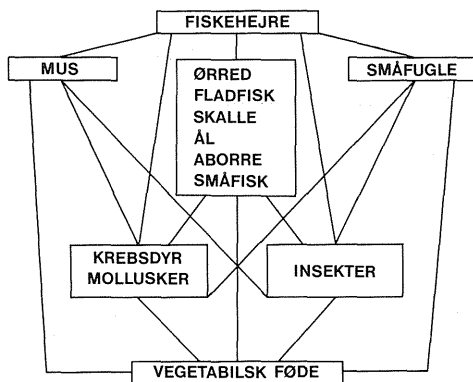 FISKEHEJRE
MUS
SMÅFUGLE
ØRRED
FLADFISK
SKALLE
ÅL
ABORRE
SMÅFISK
KREBSDYR
MOLLUSKER
INSEKTER
VEGETABILSK FØDE